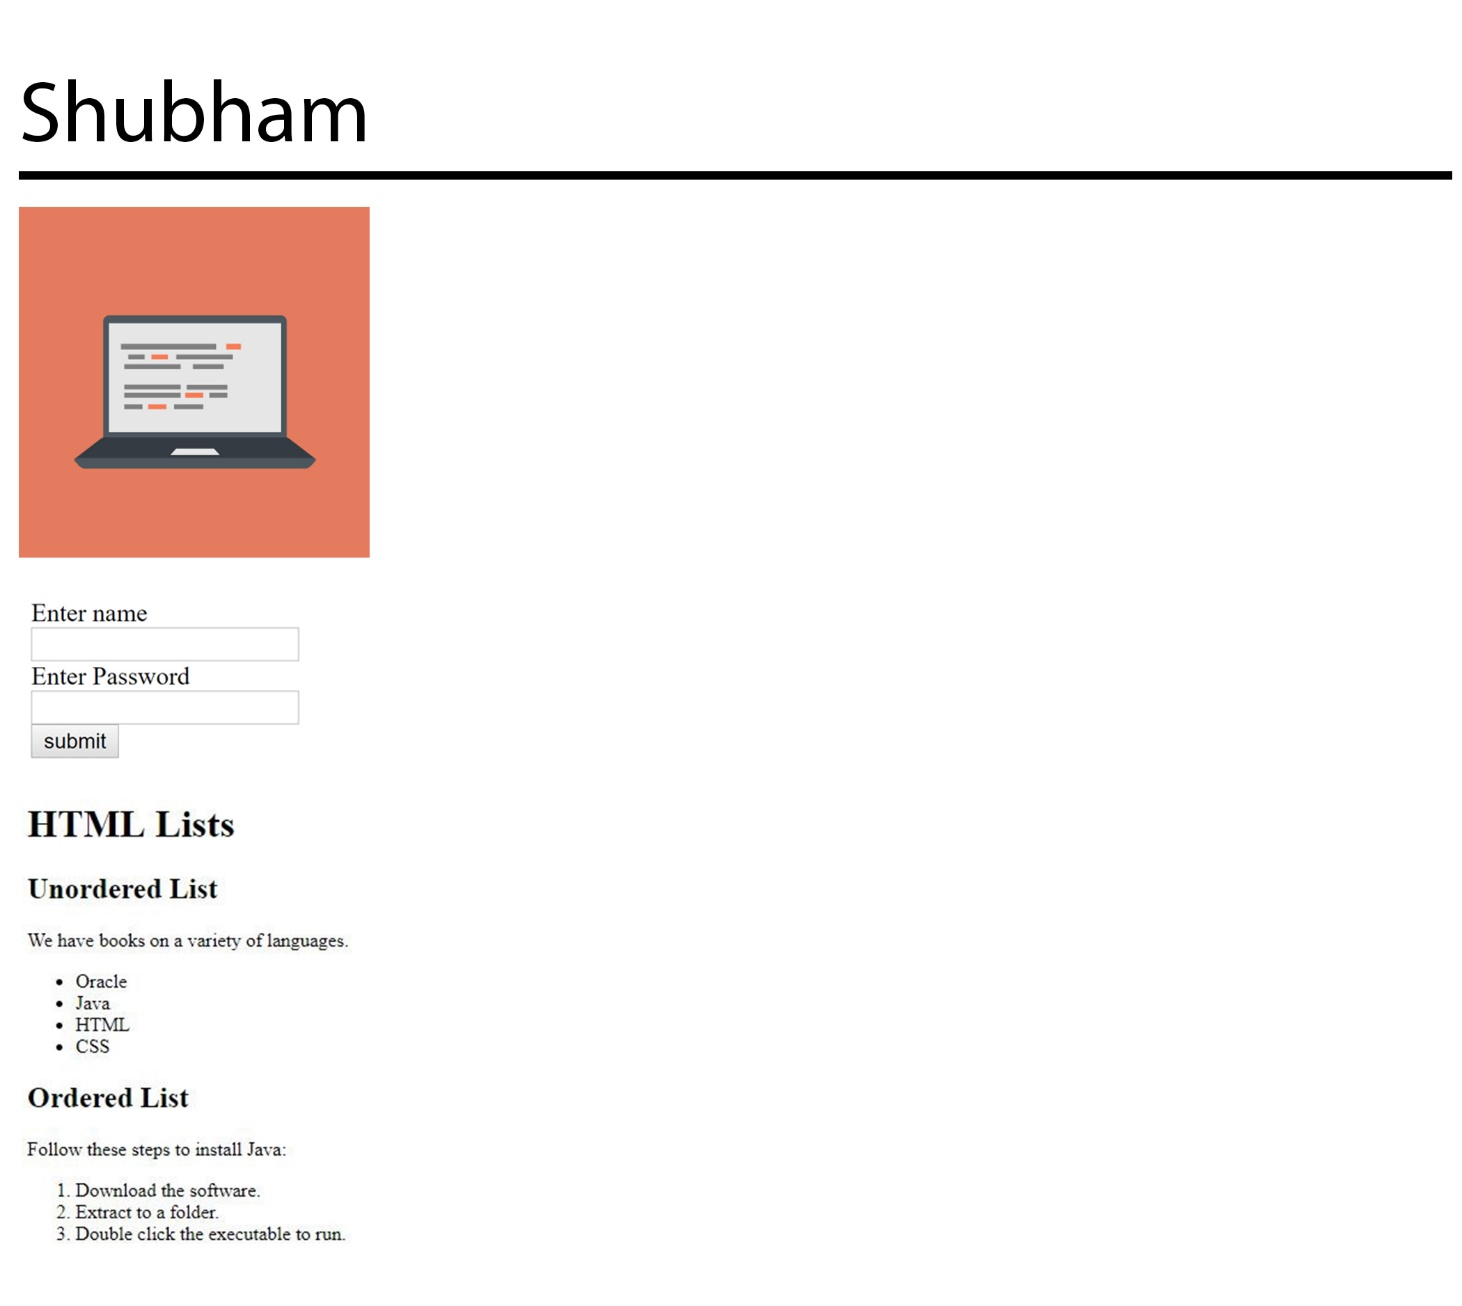 Shubham
Enter name
Enter Password
submit
HTML Lists
Unordered List
We have books on a variety of languages.
• Oracle
• Java
• HTML
• CSS
Ordered List
Follow these steps to install Java:
1. Download the software.
2. Extract to a folder.
3. Double click the executable to run.